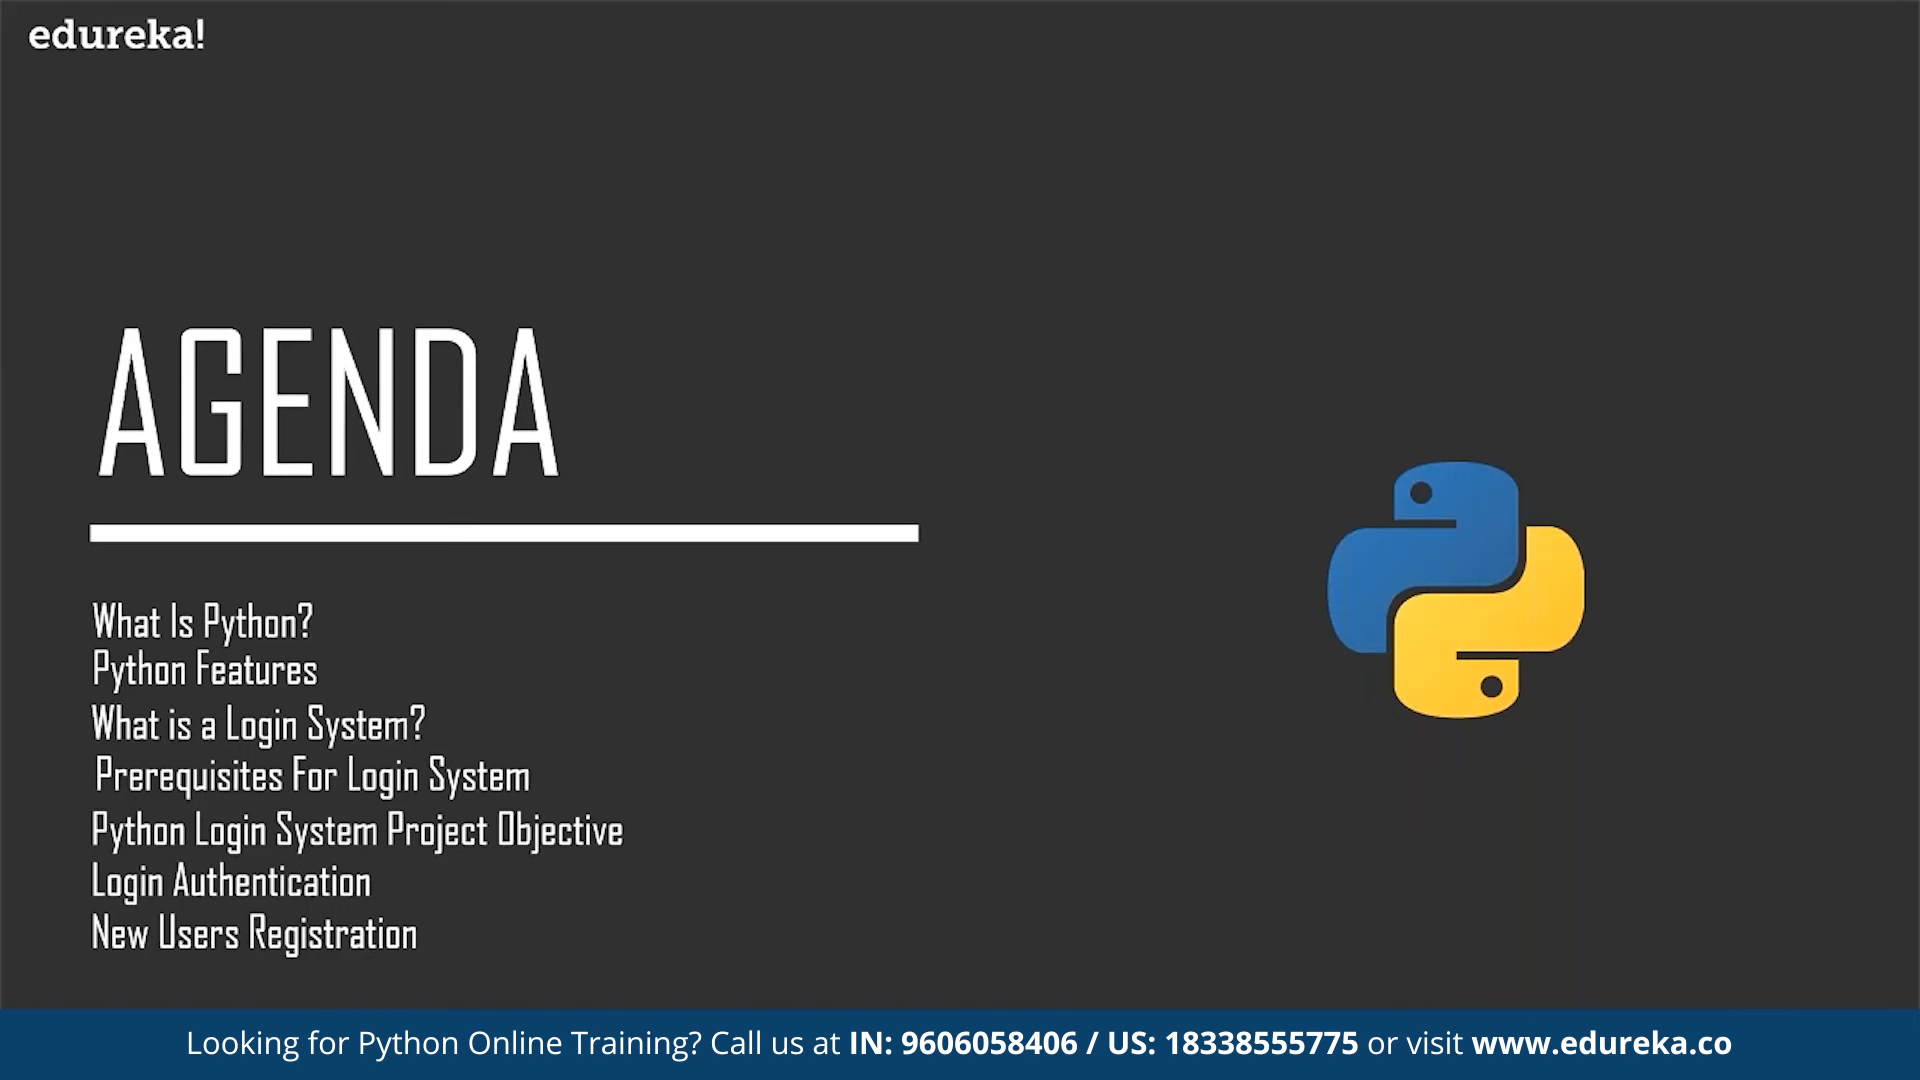 edureka!
AGENDA
What Is Python?
Python Features
What is a Login System?
Prerequisites For Login System
Python Login System Project Objective
Login Authentication
New Users Registration
Looking for Python Online Training? Call us at IN: 9606058406 / US: 18338555775 or visit www.edureka.co